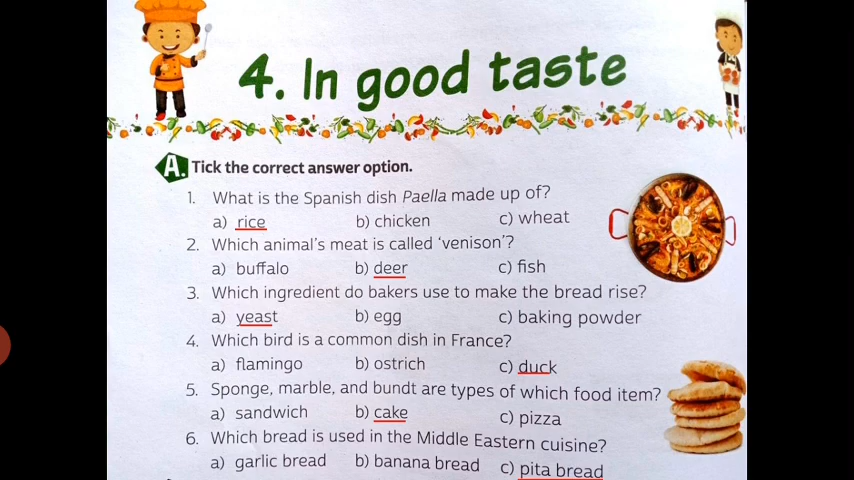 4. In good taste
A. Tick the correct answer option.
1. What is the Spanish dish Paella made up of?
a) rice b) chicken c) wheat
2. Which animal's meat is called 'venison'?
a) buffalo b) deer c) fish
3. Which ingredient do bakers use to make the bread rise?
a) yeast b) egg c) baking powder
4. Which bird is a common dish in France?
a) flamingo b) ostrich c) duck
5. Sponge, marble, and bundt are types of which food item?
a) sandwich b) cake c) pizza
6. Which bread is used in the Middle Eastern cuisine?
a) garlic bread b) banana bread c) pita bread